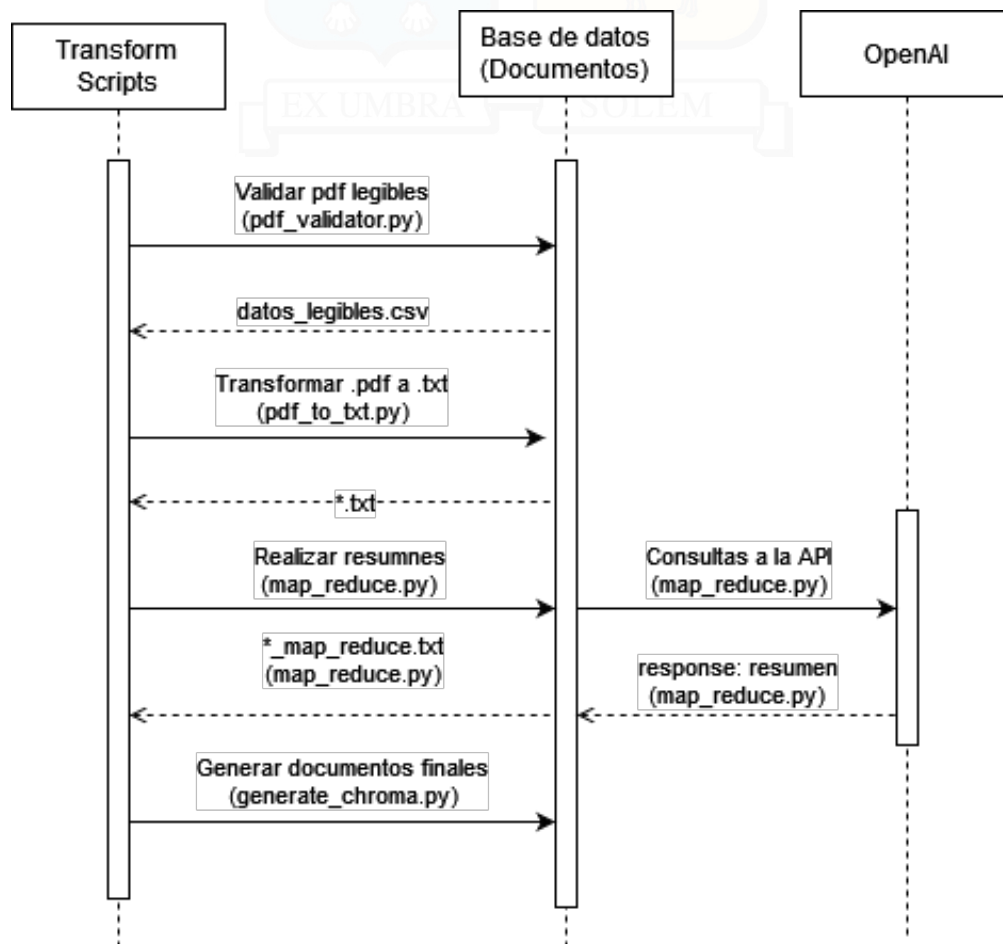 Transform
Scripts
Base de datos
(Documentos)
OpenAI
EX UMBRA
SOLEM
Validar pdf legibles
(pdf_validator.py)
datos_legibles.csv
Transformar .pdf a .txt
(pdf_to_txt.py)
*.txt
Realizar resumnes
(map_reduce.py)
Consultas a la API
(map_reduce.py)
*_map_reduce.txt
(map_reduce.py)
response: resumen
(map_reduce.py)
Generar documentos finales
(generate_chroma.py)